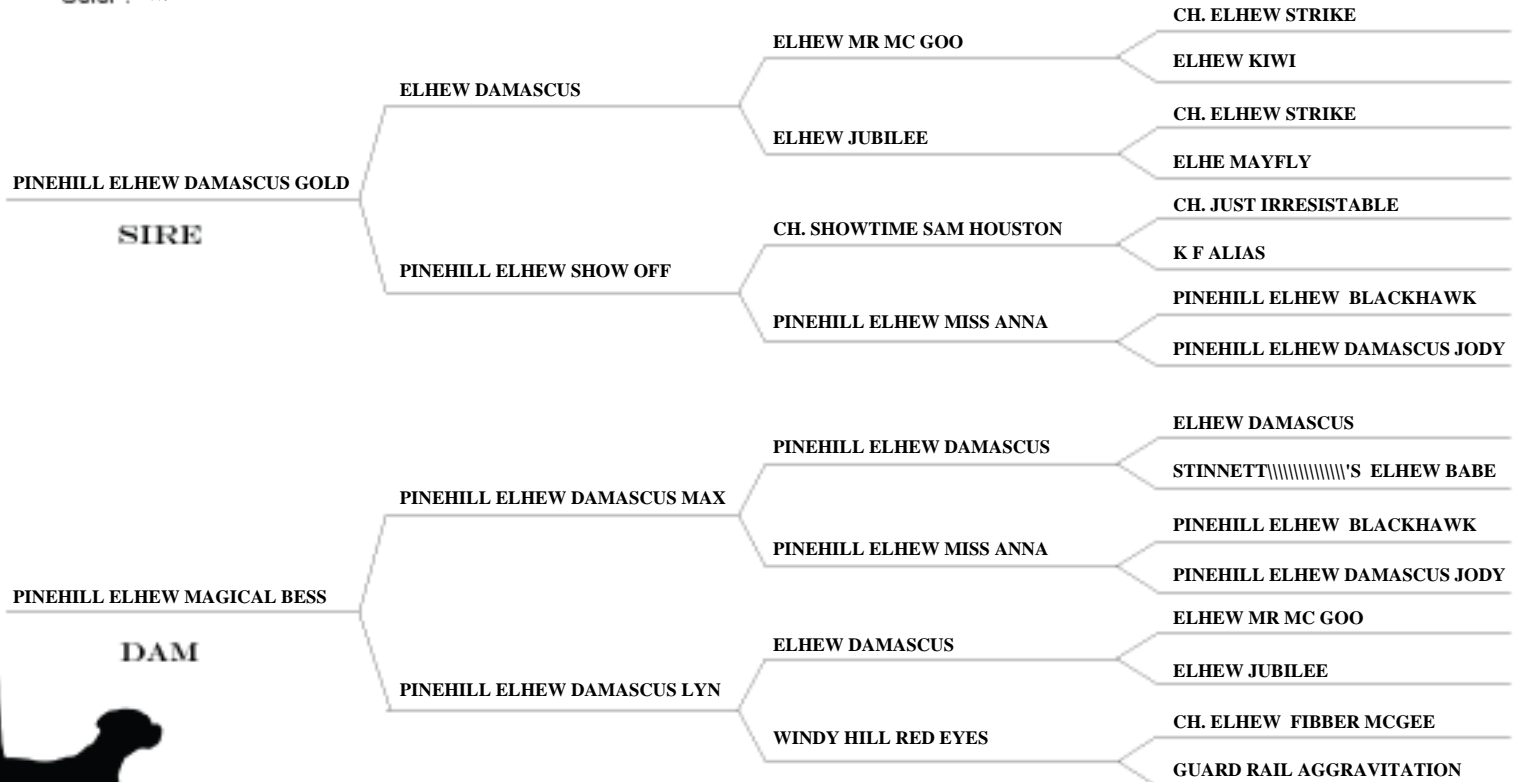 CH. ELHEW STRIKE
ELHEW MR MC GOO
ELHEW KIWI
ELHEW DAMASCUS
CH. ELHEW STRIKE
ELHEW JUBILEE
ELHE MAYFLY
PINEHILL ELHEW DAMASCUS GOLD
SIRE
CH. JUST IRRESISTABLE
CH. SHOWTIME SAM HOUSTON
K F ALIAS
PINEHILL ELHEW SHOW OFF
PINEHILL ELHEW  BLACKHAWK
PINEHILL ELHEW MISS ANNA
PINEHILL ELHEW DAMASCUS JODY
ELHEW DAMASCUS
PINEHILL ELHEW DAMASCUS
STINNETT\\\\\\\\\\\\\\\'S  ELHEW BABE
PINEHILL ELHEW DAMASCUS MAX
PINEHILL ELHEW  BLACKHAWK
PINEHILL ELHEW MISS ANNA
PINEHILL ELHEW DAMASCUS JODY
PINEHILL ELHEW MAGICAL BESS
DAM
ELHEW MR MC GOO
ELHEW DAMASCUS
ELHEW JUBILEE
PINEHILL ELHEW DAMASCUS LYN
CH. ELHEW  FIBBER MCGEE
WINDY HILL RED EYES
GUARD RAIL AGGRAVITATION